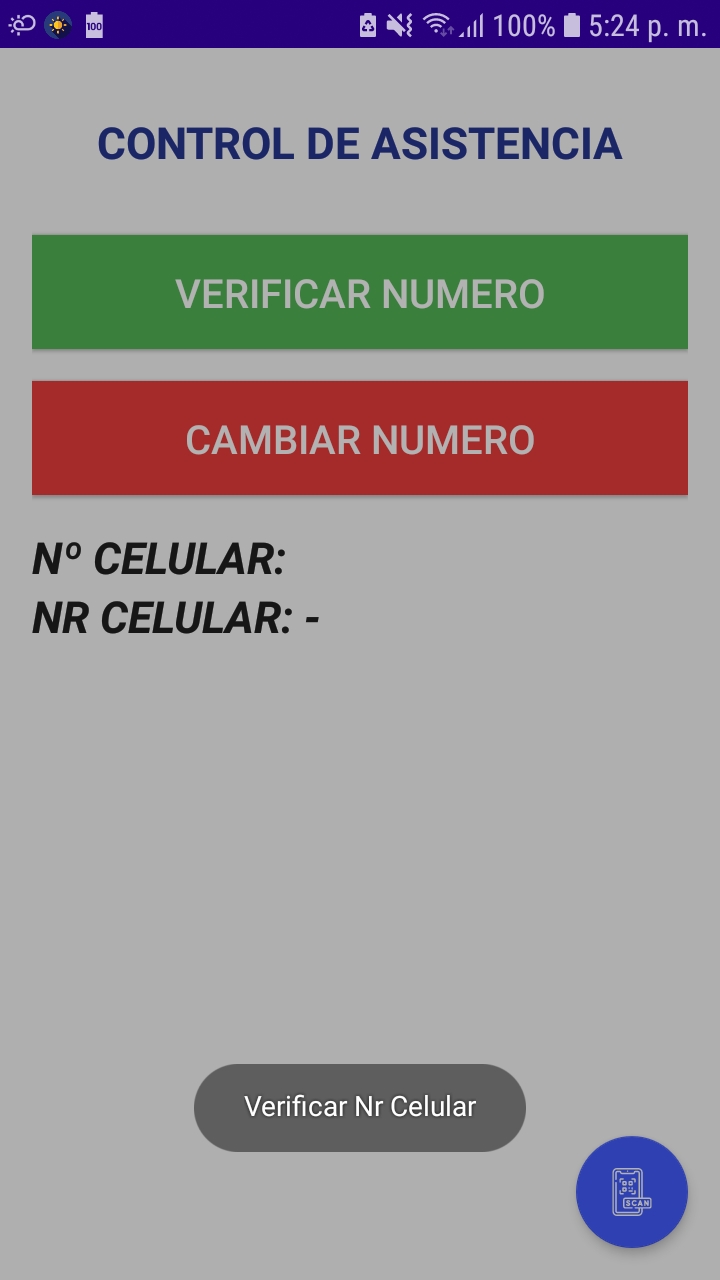 100 100% 5:24 p. m.
CONTROL DE ASISTENCIA
VERIFICAR NUMERO
CAMBIAR NUMERO
Nº CELULAR:
NR CELULAR: -
Verificar Nr Celular
SCAN